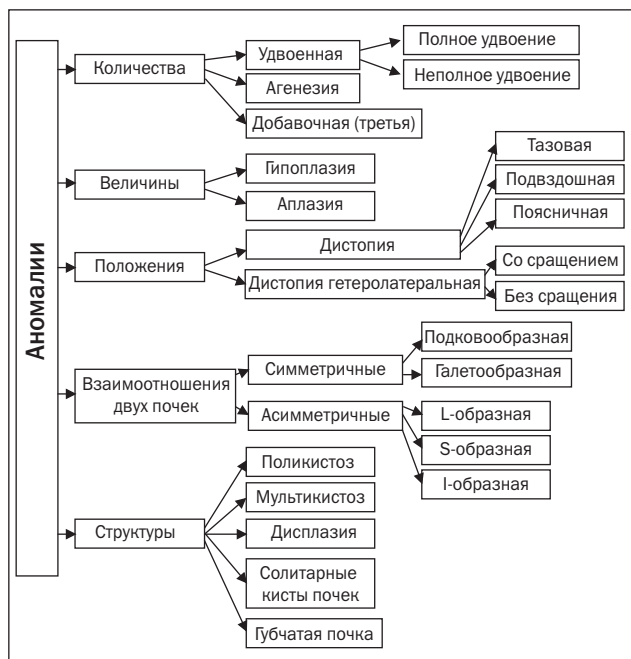 Аномалии
Количества
Удвоенная
Полное удвоение
Неполное удвоение
Агенезия
Добавочная (третья)
Величины
Гипоплазия
Аплазия
Положения
Дистопия
Тазовая
Подвздошная
Поясничная
Дистопия гетеролатеральная
Со сращением
Без сращения
Взаимоотношения
двух почек
Симметричные
Подковообразная
Галетообразная
Асимметричные
L-образная
S-образная
I-образная
Структуры
Поликистоз
Мультикистоз
Дисплазия
Солитарные
кисты почек
Губчатая почка